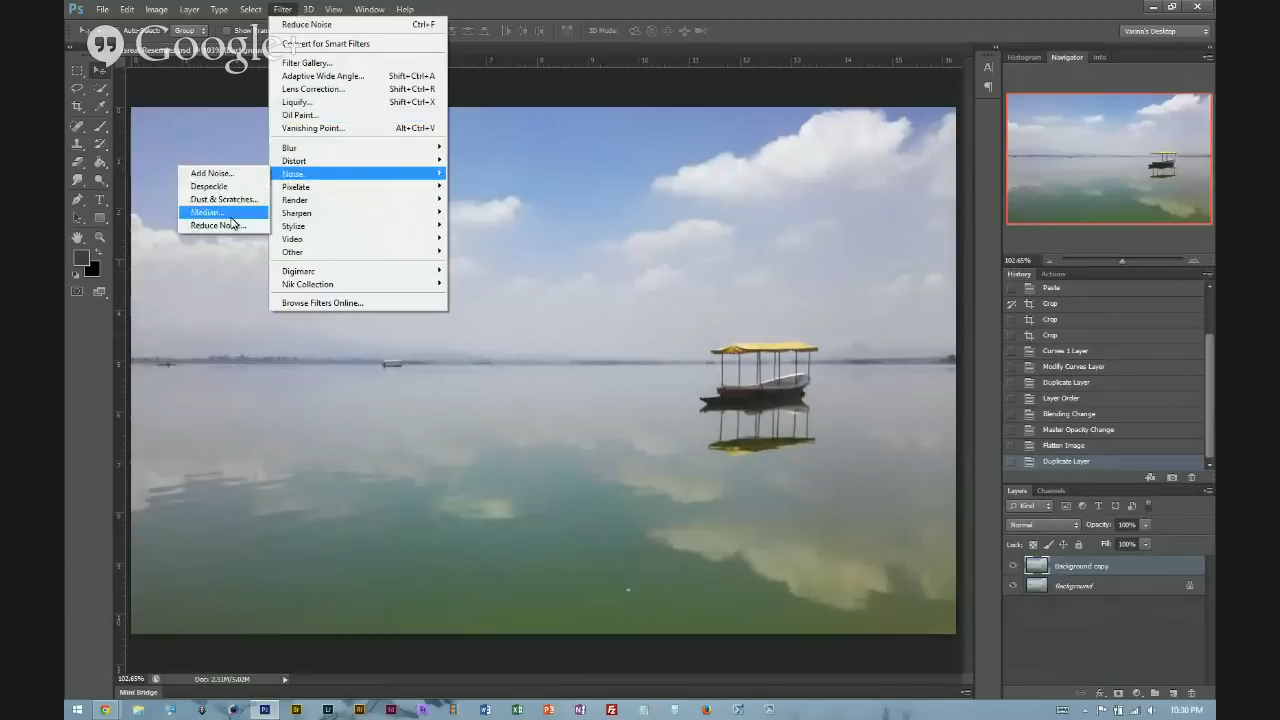 Ps File Edit Image Layer Type Select Filter 3D View Window Help
Group 3D Mode: Varina's Desktop
Google+
Reduce Noise Ctrl+F
Convert for Smart Filters
Filter Gallery...
Adaptive Wide Angle... Shift+Ctrl+A
Lens Correction... Shift+Ctrl+R
Liquify... Shift+Ctrl+X
Oil Paint...
Vanishing Point... Alt+Ctrl+V
Blur
Distort
Noise
Pixelate
Render
Sharpen
Stylize
Video
Other
Digimarc
Nik Collection
Browse Filters Online...
Add Noise...
Despeckle
Dust & Scratches...
Median...
Reduce Noise...
Histogram Navigator Info
102.65%
History Actions
Paste
Crop
Crop
Crop
Curves 1 Layer
Modify Curves Layer
Duplicate Layer
Layer Order
Blending Change
Master Opacity Change
Flatten Image
Duplicate Layer
Layers Channels
Kind
Normal Opacity: 100%
Lock: Fill: 100%
Background copy
Background
102.65% Doc: 2.51M/5.02M
Mini Bridge
10:30 PM